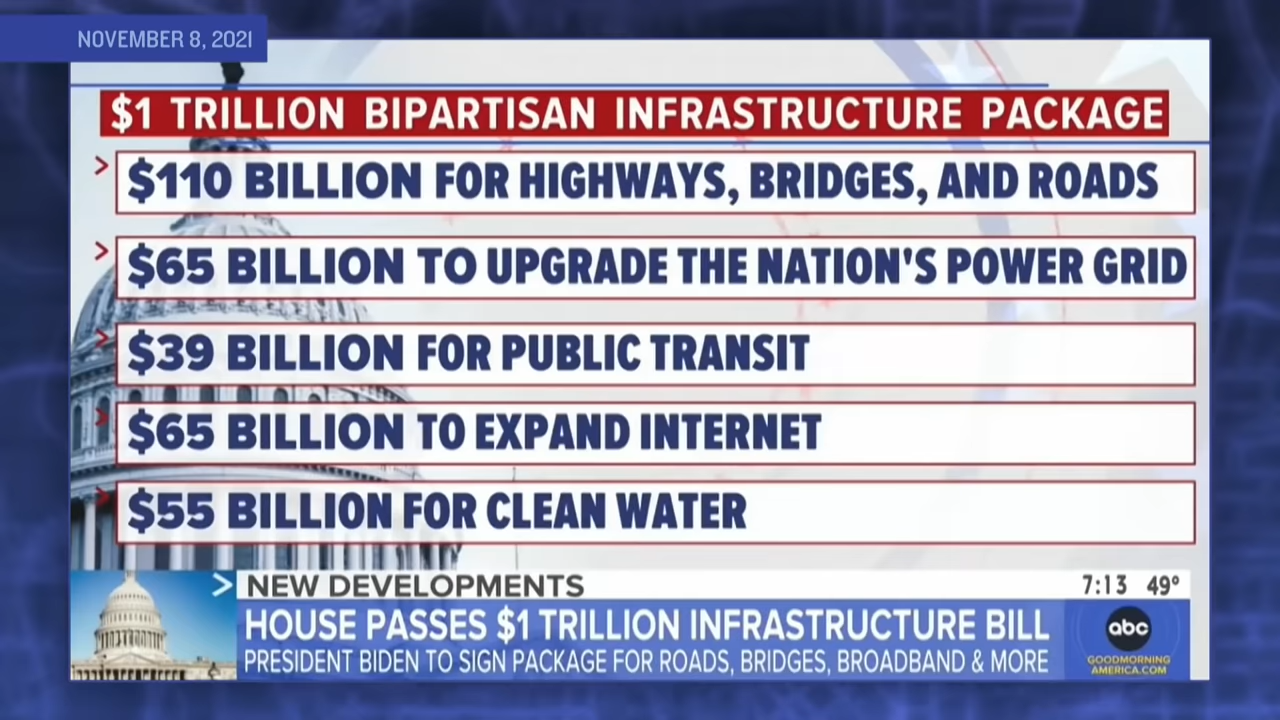 NOVEMBER 8, 2021
$1 TRILLION BIPARTISAN INFRASTRUCTURE PACKAGE
$110 BILLION FOR HIGHWAYS, BRIDGES, AND ROADS
$65 BILLION TO UPGRADE THE NATION'S POWER GRID
$39 BILLION FOR PUBLIC TRANSIT
$65 BILLION TO EXPAND INTERNET
$55 BILLION FOR CLEAN WATER
NEW DEVELOPMENTS
7:13 49°
HOUSE PASSES $1 TRILLION INFRASTRUCTURE BILL
PRESIDENT BIDEN TO SIGN PACKAGE FOR ROADS, BRIDGES, BROADBAND & MORE
abc
GOODMORNING
AMERICA.COM